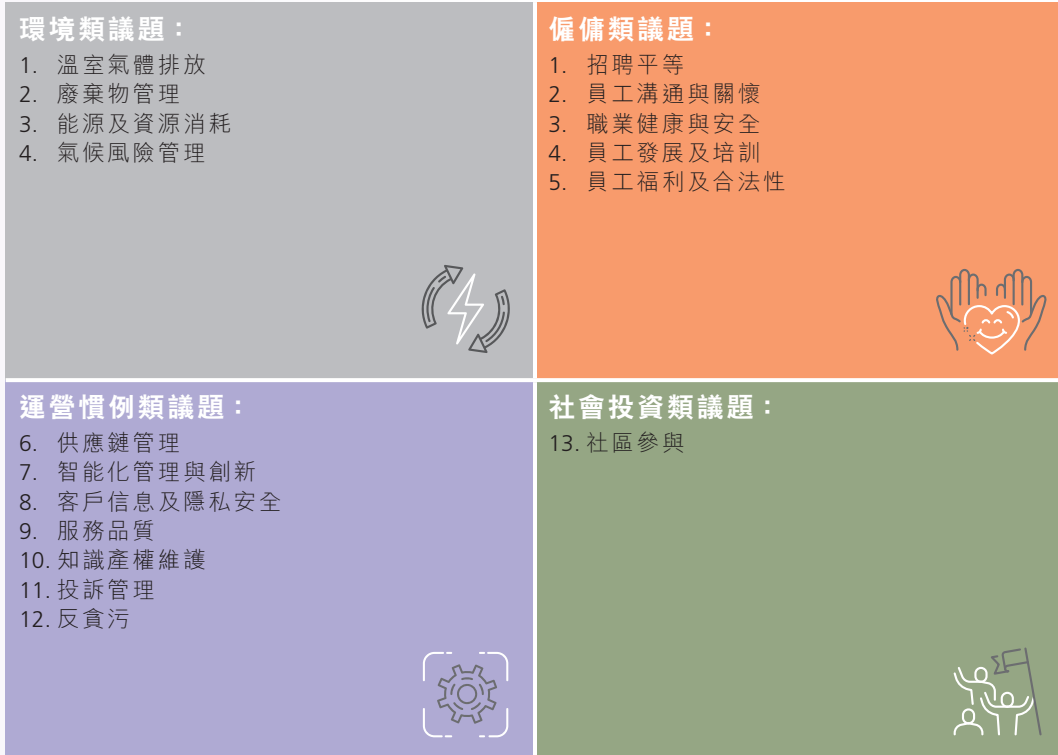 環境類議題：
1. 溫室氣體排放
2. 廢棄物管理
3. 能源及資源消耗
4. 氣候風險管理
僱傭類議題：
1. 招聘平等
2. 員工溝通與關懷
3. 職業健康與安全
4. 員工發展及培訓
5. 員工福利及合法性
運營慣例類議題：
6. 供應鏈管理
7. 智能化管理與創新
8. 客戶信息及隱私安全
9. 服務品質
10. 知識產權維護
11. 投訴管理
12. 反貪污
社會投資類議題：
13. 社區參與